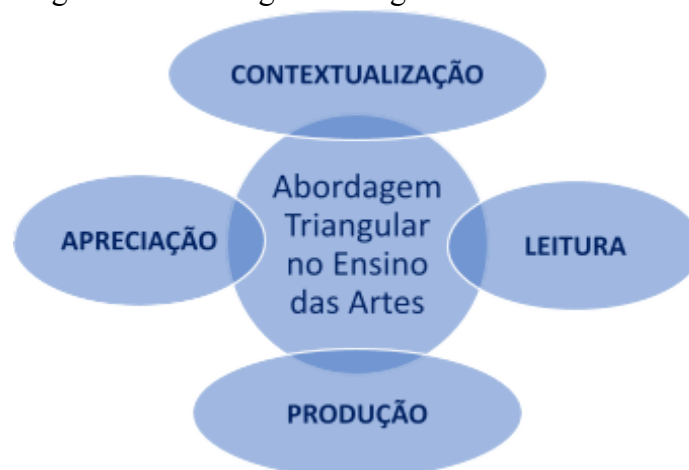 CONTEXTUALIZAÇÃO
Abordagem
Triangular
no Ensino
das Artes
APRECIAÇÃO
LEITURA
PRODUÇÃO